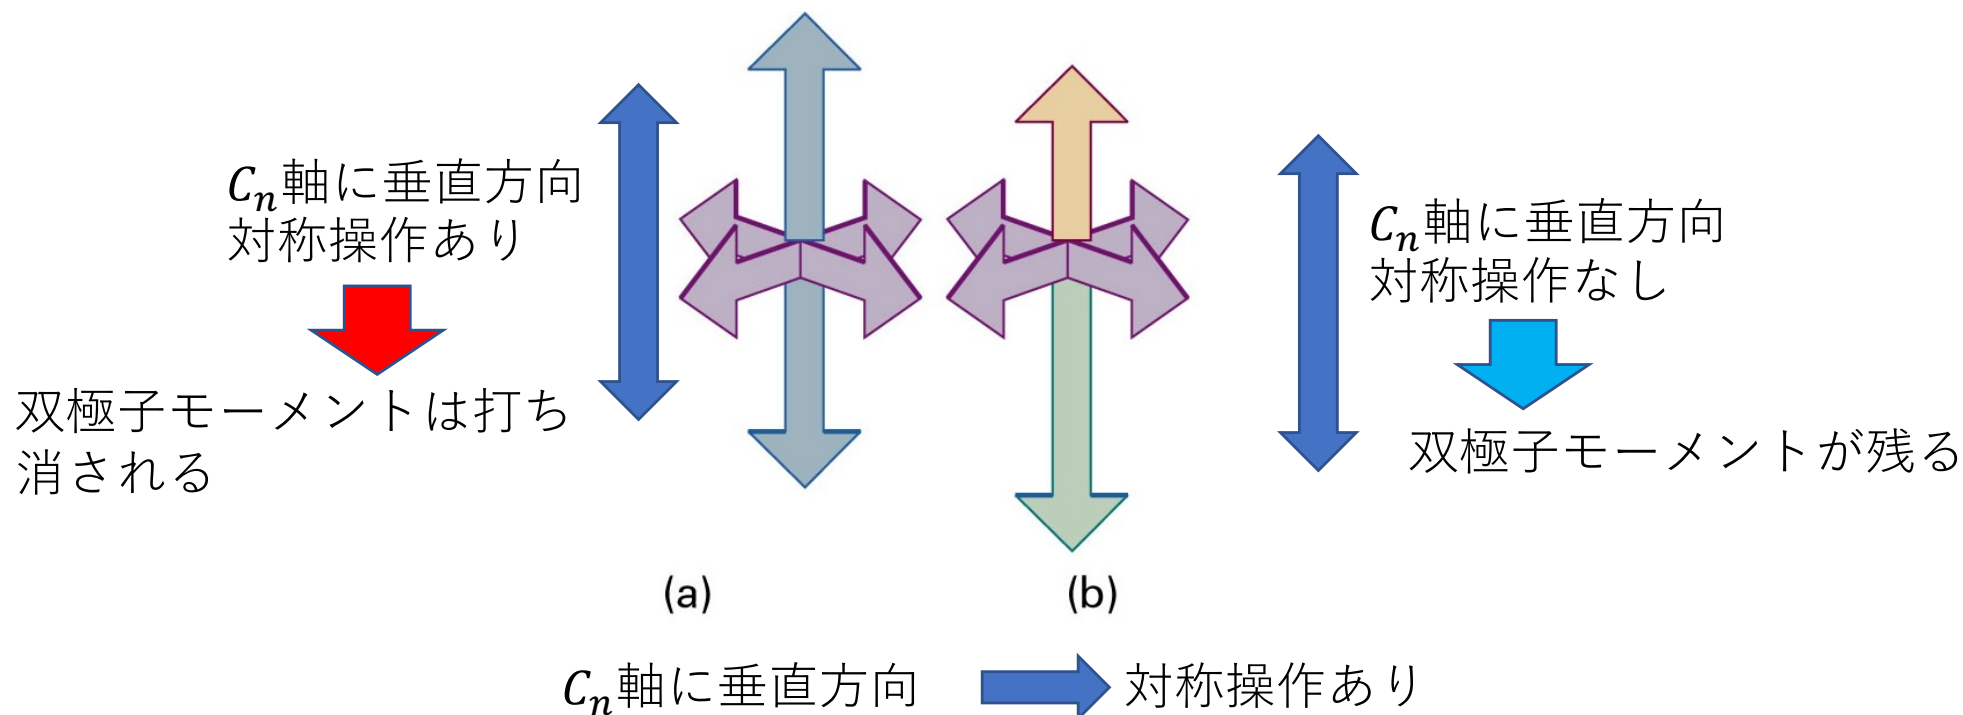 Cn軸に垂直方向
対称操作あり
双極子モーメントは打ち
消される
Cn軸に垂直方向
対称操作なし
双極子モーメントが残る
(a)
(b)
Cn軸に垂直方向
対称操作あり